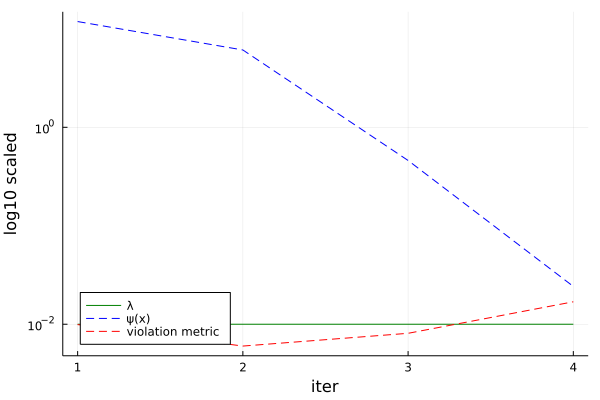 log10 scaled
10^0
10^-2
λ
ψ(x)
violation metric
1
2
3
4
iter